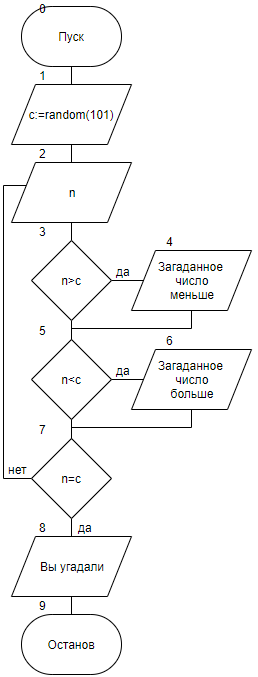 0
Пуск
1
c:=random(101)
2
n
3
n>c
да
4
Загаданное
число
меньше
5
n<c
да
6
Загаданное
число
больше
7
n=c
нет
да
8
Вы угадали
9
Останов